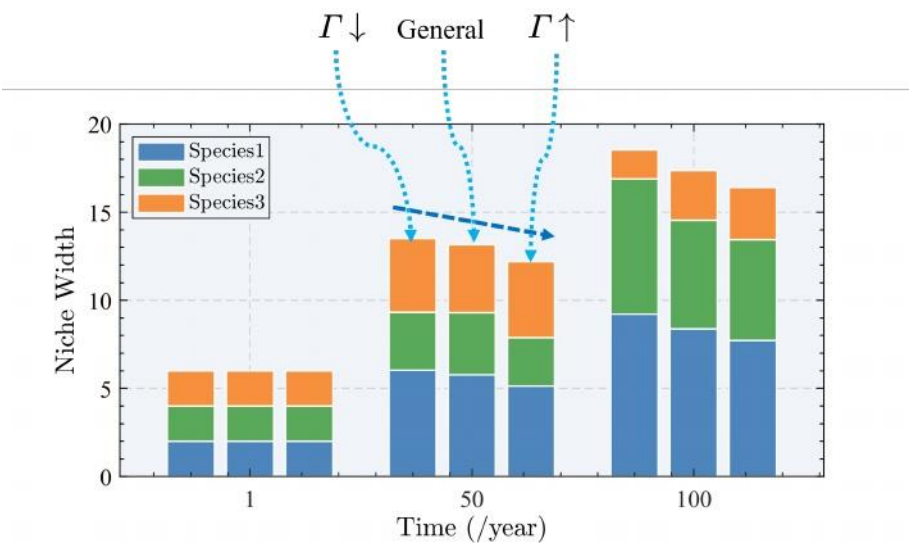 Γ↓ General Γ↑
20
Species1
Species2
Species3
15
10
5
0
Niche Width
1 50 100
Time (/year)